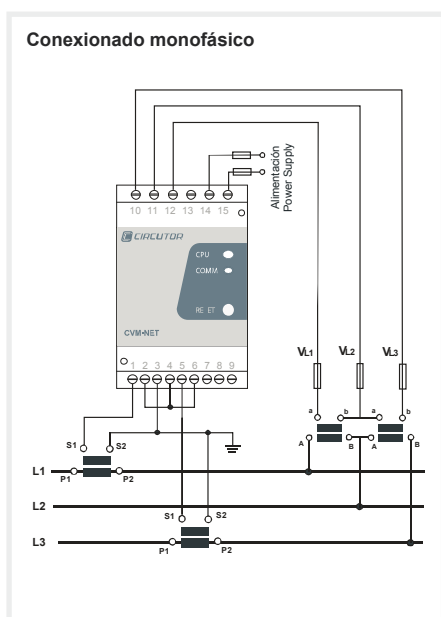 Conexionado monofásico
10 11 12 13 14 15
Alimentación
Power Supply
CIRCUTOR
CPU
COMM
RE ET
CVM-NET
1 2 3 4 5 6 7 8 9
VL1 VL2 VL3
a b a b
A B A B
S1 S2
L1 P1 P2
L2
S1 S2
L3 P1 P2